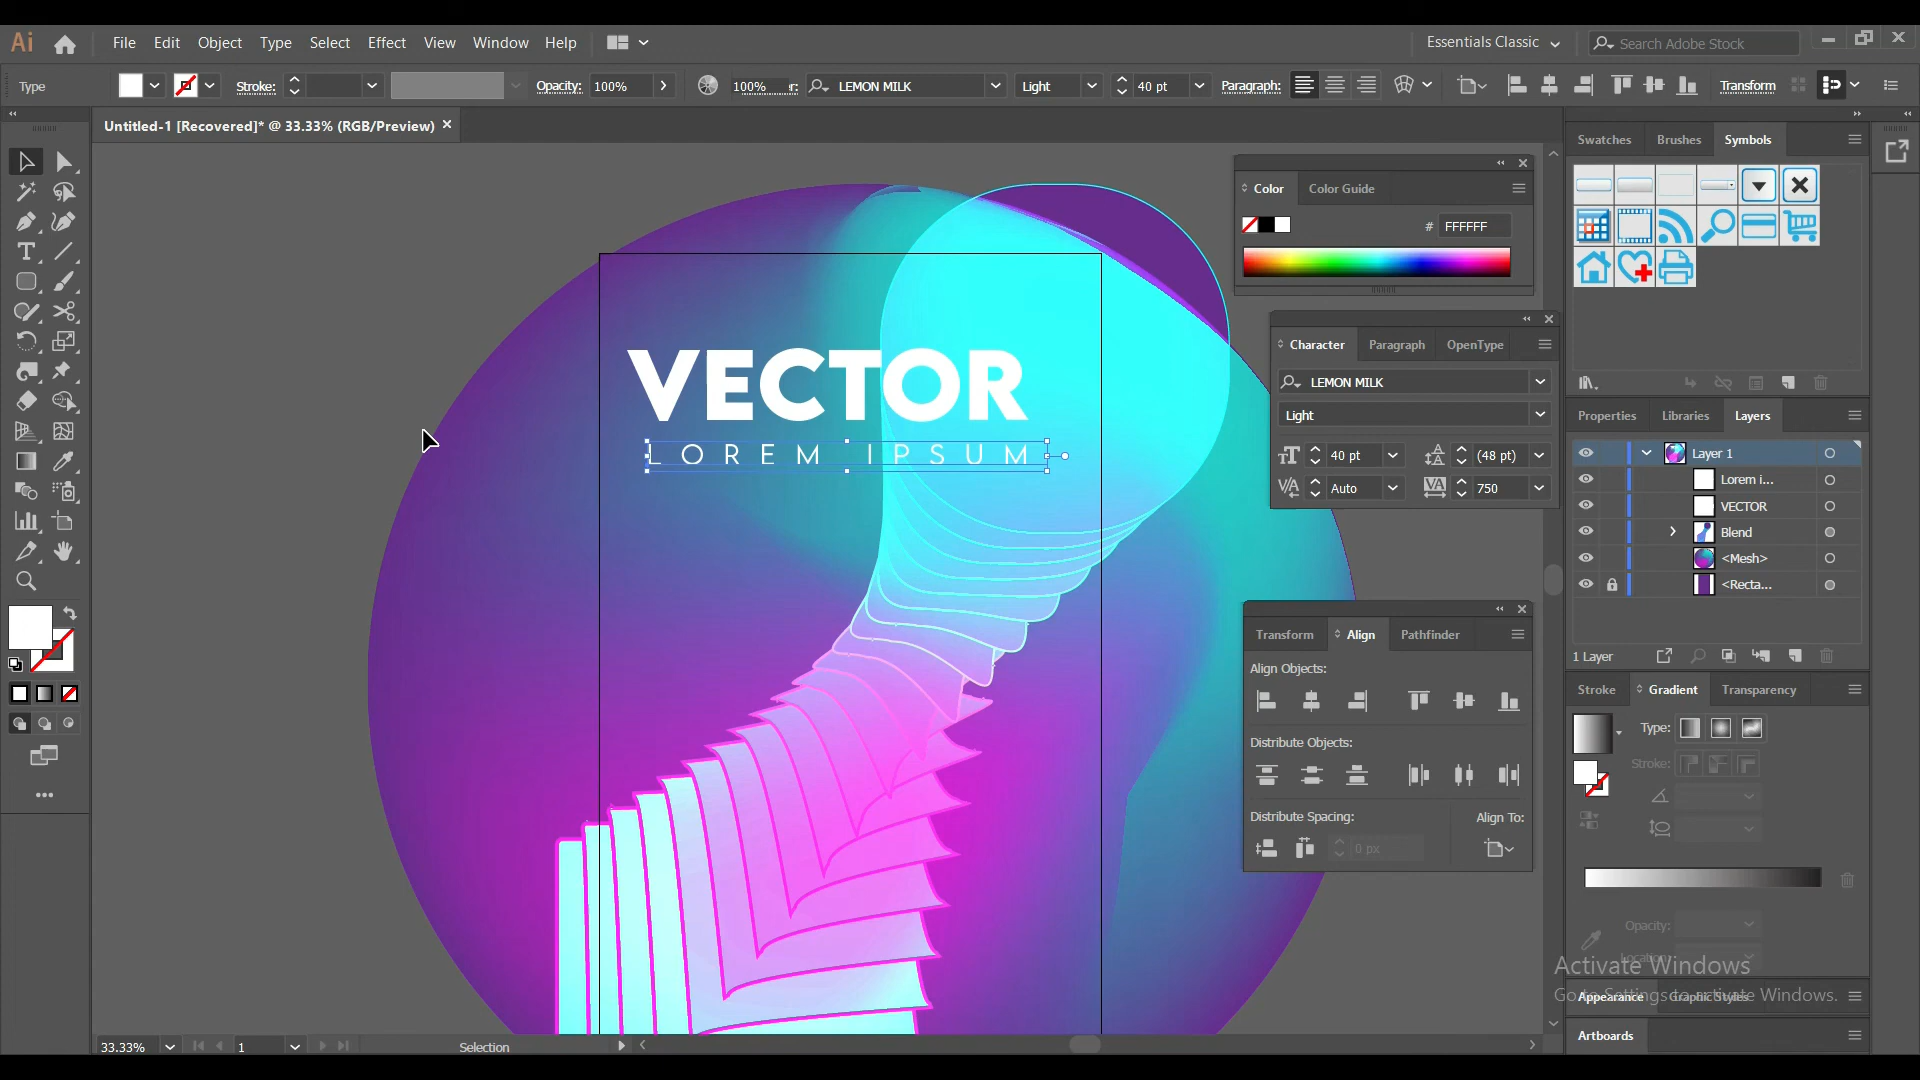 Ai File Edit Object Type Select Effect View Window Help Essentials Classic Search Adobe Stock
Type Stroke: Opacity: 100% 100% r: LEMON MILK Light 40 pt Paragraph: Transform
Untitled-1 [Recovered]* @ 33.33% (RGB/Preview)
Swatches Brushes Symbols
Color Color Guide
# FFFFFF
Character Paragraph OpenType
LEMON MILK
Light
40 pt (48 pt)
Auto 750
VECTOR
LOREM IPSUM
Properties Libraries Layers
Layer 1
Lorem i...
VECTOR
Blend
<Mesh>
<Recta...
1 Layer
Transform Align Pathfinder
Align Objects:
Distribute Objects:
Distribute Spacing: Align To:
0 px
Stroke Gradient Transparency
Type:
Stroke:
Opacity:
Location:
Activate Windows
Go to Settings to activate Windows.
Appearance Graphic Styles
Artboards
33.33% 1 Selection